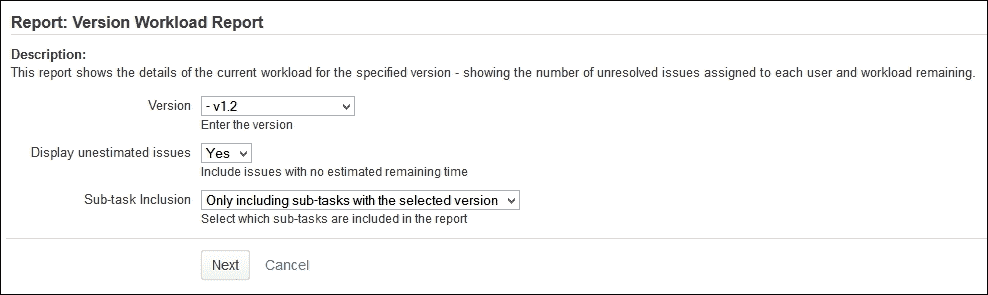 Report: Version Workload Report
Description:
This report shows the details of the current workload for the specified version - showing the number of unresolved issues assigned to each user and workload remaining.
Version - v1.2
Enter the version
Display unestimated issues Yes
Include issues with no estimated remaining time
Sub-task Inclusion Only including sub-tasks with the selected version
Select which sub-tasks are included in the report
Next Cancel